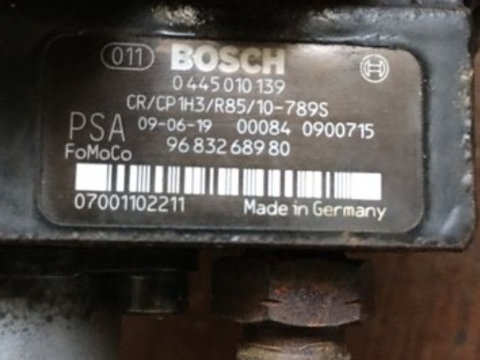 011 BOSCH
0 445 010 139
CR/CP1H3/R85/10-789S
PSA 09-06-19 00084 0900715
FoMoCo 96 832 689 80
07001102211 Made in Germany